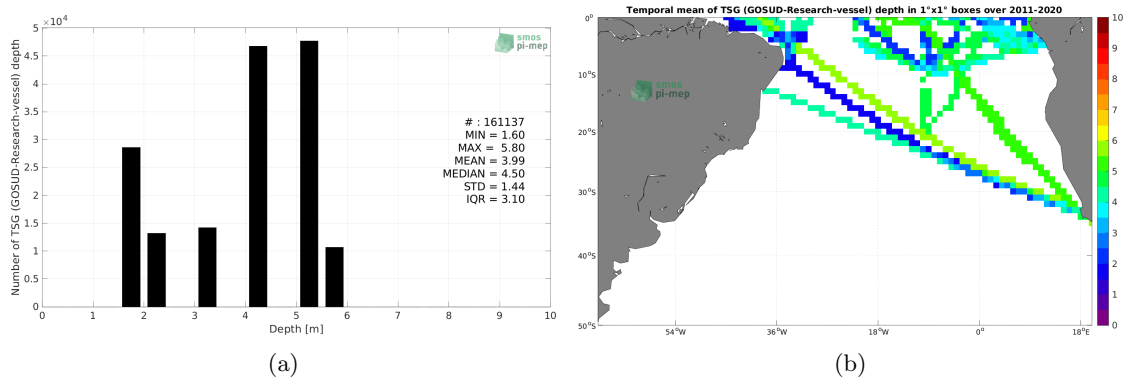 ×10⁴
5
4.5
4
3.5
3
2.5
2
1.5
1
0.5
0
Number of TSG (GOSUD-Research-vessel) depth
smos
pi-mep
# : 161137
MIN = 1.60
MAX = 5.80
MEAN = 3.99
MEDIAN = 4.50
STD = 1.44
IQR = 3.10
0 1 2 3 4 5 6 7 8 9 10
Depth [m]
(a)
Temporal mean of TSG (GOSUD-Research-vessel) depth in 1°x1° boxes over 2011-2020
0°
10°S
20°S
30°S
40°S
50°S
smos
pi-mep
54°W 36°W 18°W 0° 18°E
10
9
8
7
6
5
4
3
2
1
0
(b)